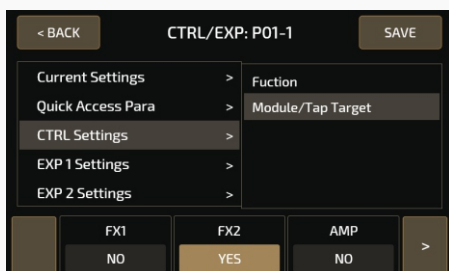 < BACK CTRL/EXP: P01-1 SAVE
Current Settings > Fuction
Quick Access Para > Module/Tap Target
CTRL Settings >
EXP 1 Settings >
EXP 2 Settings >
FX1 FX2 AMP >
NO YES NO